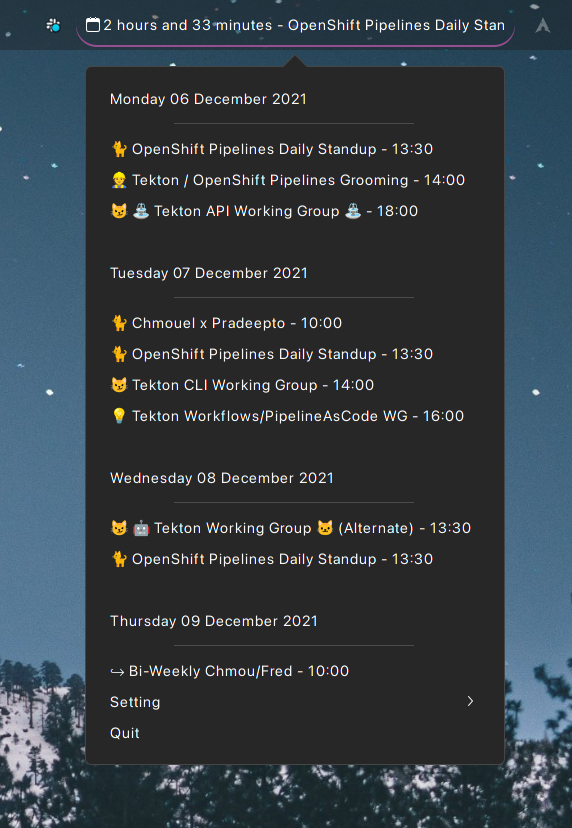 2 hours and 33 minutes - OpenShift Pipelines Daily Stan
Monday 06 December 2021
🐈 OpenShift Pipelines Daily Standup - 13:30
👷 Tekton / OpenShift Pipelines Grooming - 14:00
😼 ⛲ Tekton API Working Group ⛲ - 18:00
Tuesday 07 December 2021
🐈 Chmouel x Pradeepto - 10:00
🐈 OpenShift Pipelines Daily Standup - 13:30
😼 Tekton CLI Working Group - 14:00
💡 Tekton Workflows/PipelineAsCode WG - 16:00
Wednesday 08 December 2021
😼 🤖 Tekton Working Group 🐱 (Alternate) - 13:30
🐈 OpenShift Pipelines Daily Standup - 13:30
Thursday 09 December 2021
↪ Bi-Weekly Chmou/Fred - 10:00
Setting
Quit